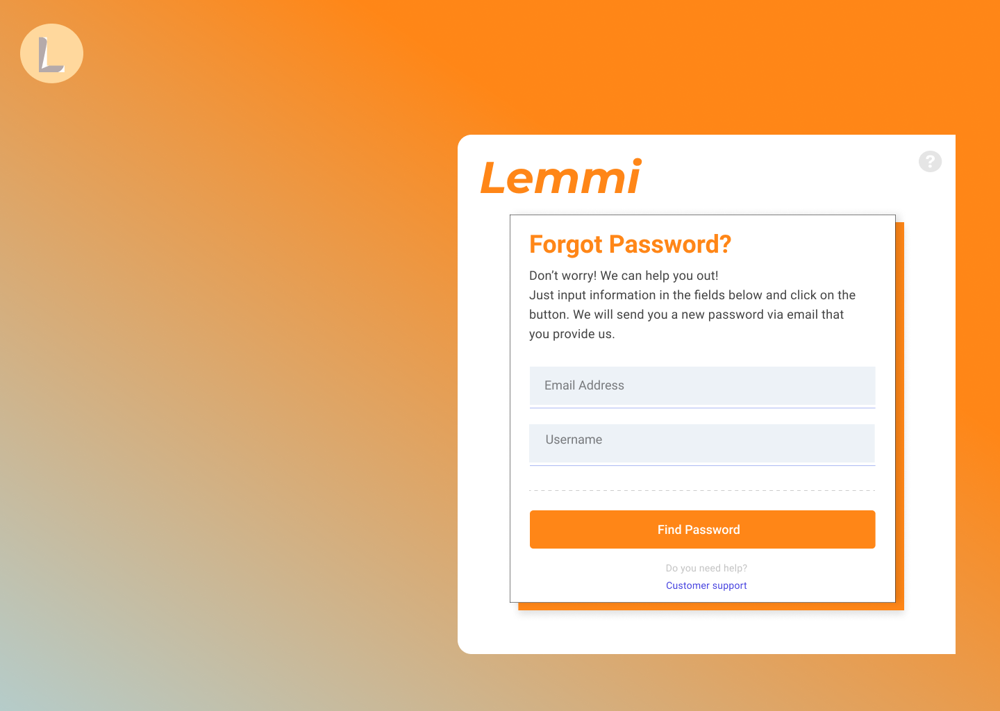 L
Lemmi
?
Forgot Password?
Don’t worry! We can help you out!
Just input information in the fields below and click on the
button. We will send you a new password via email that
you provide us.
Email Address
Username
Find Password
Do you need help?
Customer support